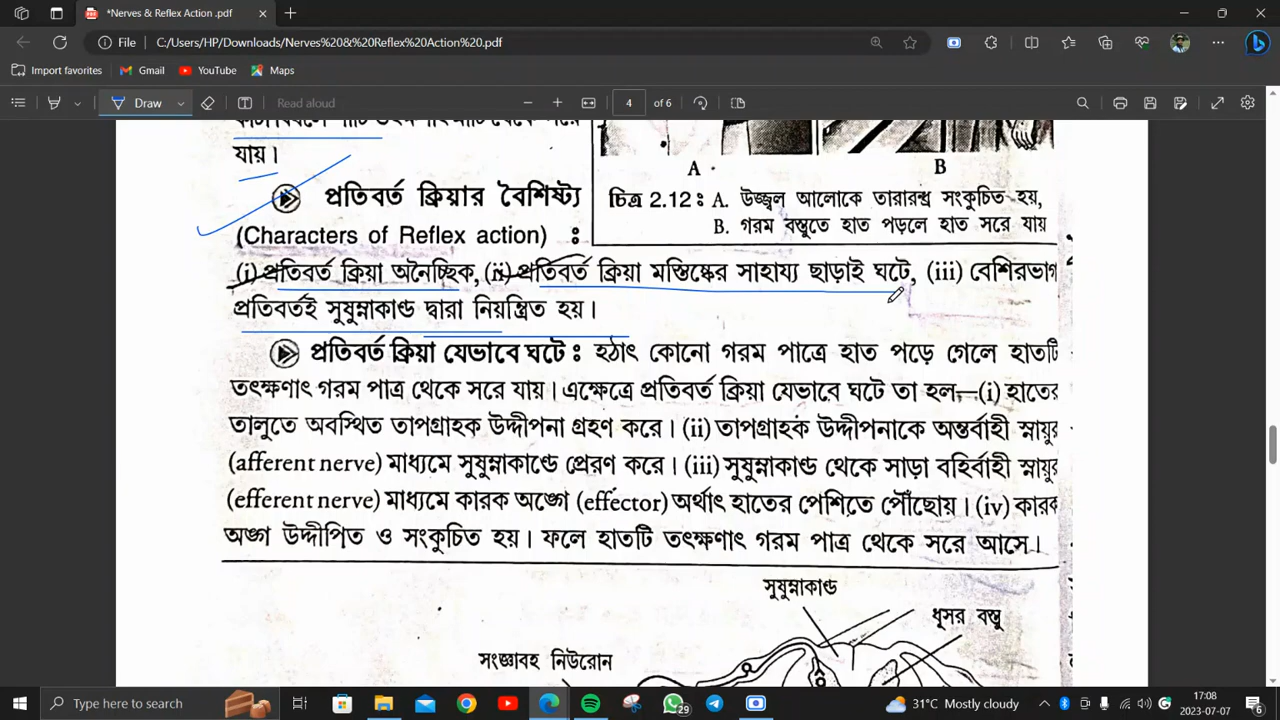 *Nerves & Reflex Action .pdf
File C:/Users/HP/Downloads/Nerves%20&%20Reflex%20Action%20.pdf
Import favorites Gmail YouTube Maps
Draw Read aloud 4 of 6
যায়।
A
B
প্রতিবর্ত ক্রিয়ার বৈশিষ্ট্য
(Characters of Reflex action) :
চিত্র 2.12 : A. উজ্জ্বল আলোকে তারারন্ধ্র সংকুচিত হয়,
B. গরম বস্তুতে হাত পড়লে হাত সরে যায়
(i) প্রতিবর্ত ক্রিয়া অনৈচ্ছিক, (ii) প্রতিবর্ত ক্রিয়া মস্তিষ্কের সাহায্য ছাড়াই ঘটে, (iii) বেশিরভাগ
প্রতিবর্তই সুষুম্নাকাণ্ড দ্বারা নিয়ন্ত্রিত হয়।
প্রতিবর্ত ক্রিয়া যেভাবে ঘটে : হঠাৎ কোনো গরম পাত্রে হাত পড়ে গেলে হাতটি
তৎক্ষণাৎ গরম পাত্র থেকে সরে যায়। এক্ষেত্রে প্রতিবর্ত ক্রিয়া যেভাবে ঘটে তা হল—(i) হাতের
তালুতে অবস্থিত তাপগ্রাহক উদ্দীপনা গ্রহণ করে। (ii) তাপগ্রাহক উদ্দীপনাকে অন্তর্বাহী স্নায়ুর
(afferent nerve) মাধ্যমে সুষুম্নাকাণ্ডে প্রেরণ করে। (iii) সুষুম্নাকাণ্ড থেকে সাড়া বহির্বাহী স্নায়ুর
(efferent nerve) মাধ্যমে কারক অঙ্গে (effector) অর্থাৎ হাতের পেশিতে পৌঁছোয়। (iv) কারক
অঙ্গ উদ্দীপিত ও সংকুচিত হয়। ফলে হাতটি তৎক্ষণাৎ গরম পাত্র থেকে সরে আসে।
সুষুম্নাকাণ্ড
ধূসর বস্তু
সংজ্ঞাবহ নিউরোন
Type here to search 29 31°C Mostly cloudy 17:08
2023-07-07 6